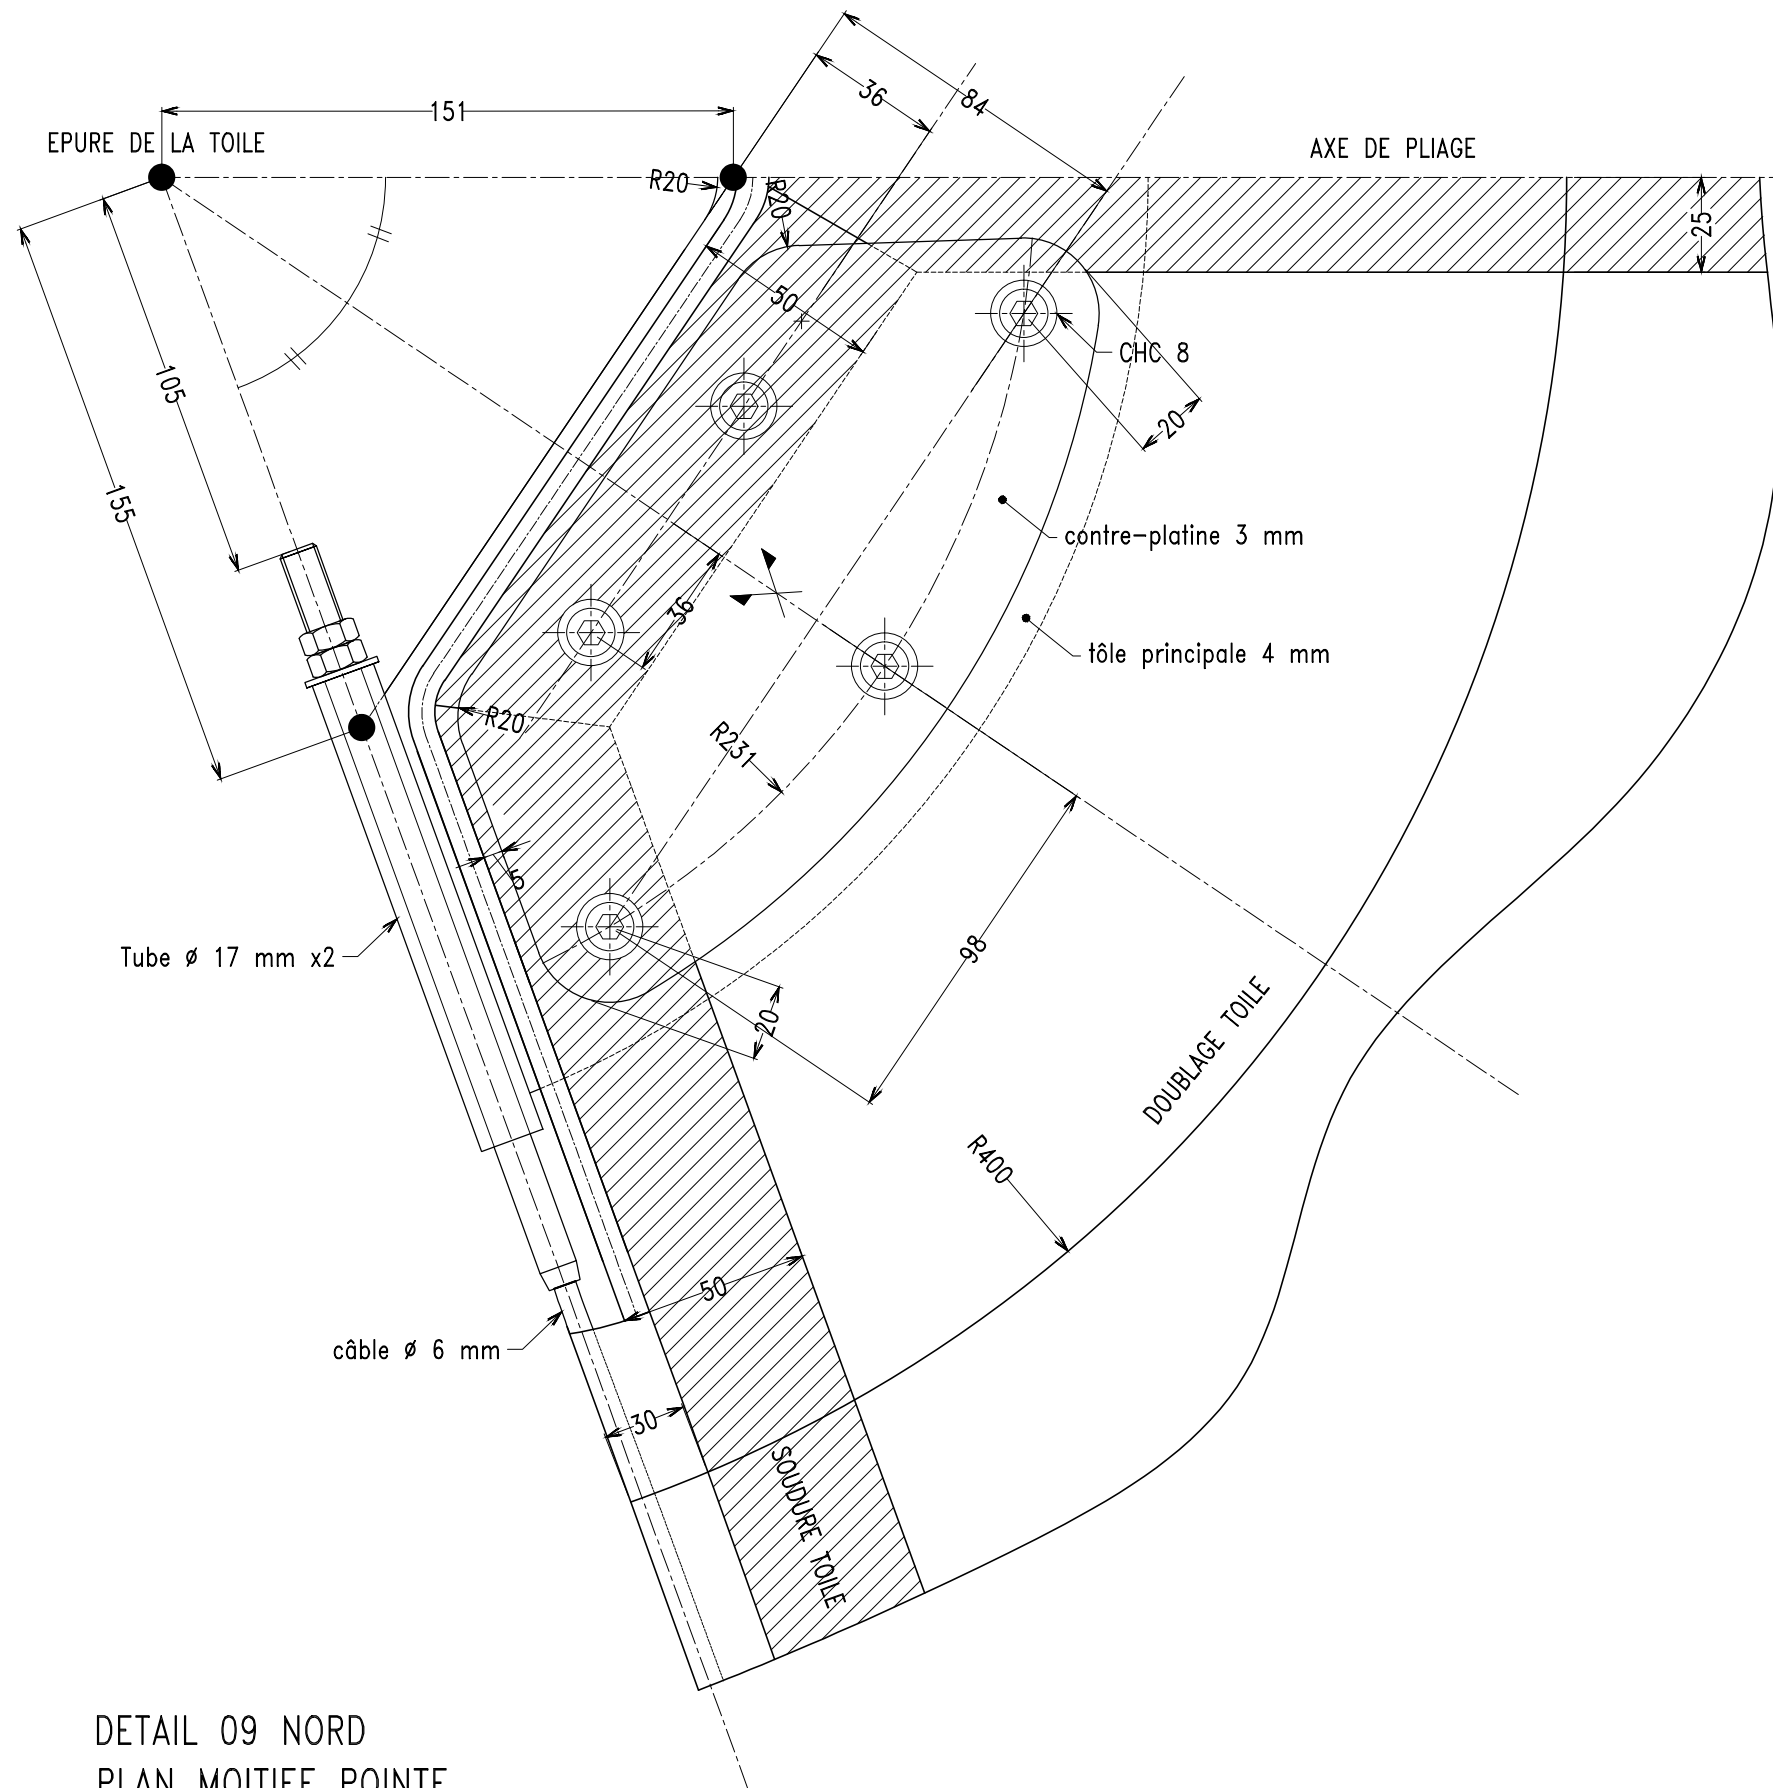 84
36
151
EPURE DE LA TOILE
AXE DE PLIAGE
R20
R20
25
50
CHC 8
105
20
155
contre-platine 3 mm
36
tôle principale 4 mm
R20
R231
5
98
Tube ø 17 mm x2
20
DOUBLAGE TOILE
R400
50
câble ø 6 mm
30
SOUDURE TOILE
DETAIL 09 NORD
PLAN MOITIEE POINTE